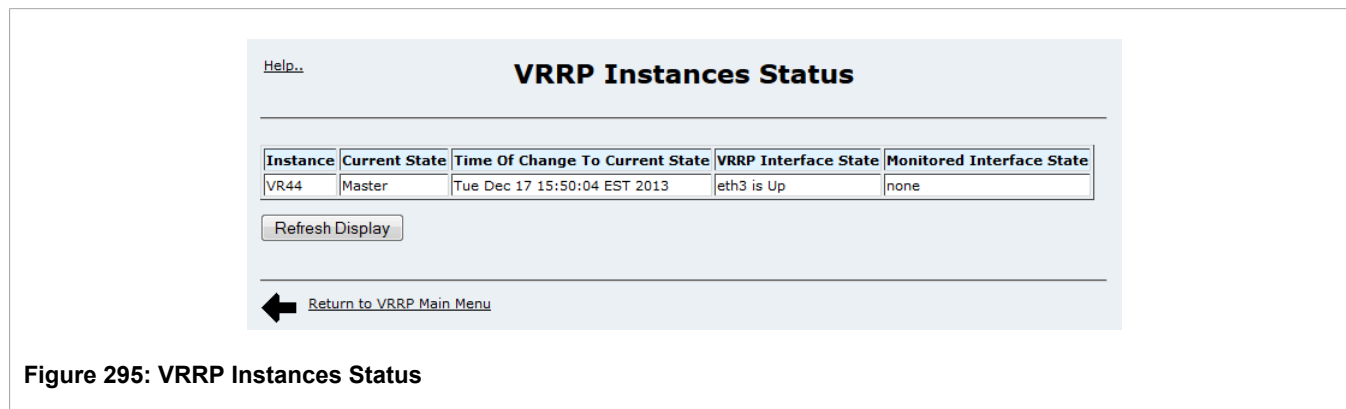 Help..
VRRP Instances Status
Instance Current State Time Of Change To Current State VRRP Interface State Monitored Interface State
VR44 Master Tue Dec 17 15:50:04 EST 2013 eth3 is Up none
Refresh Display
Return to VRRP Main Menu
Figure 295: VRRP Instances Status